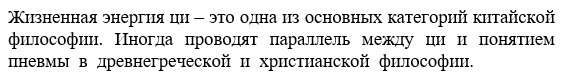 Жизненная энергия ци – это одна из основных категорий китайской
философии. Иногда проводят параллель между ци и понятием
пневмы в древнегреческой и христианской философии.